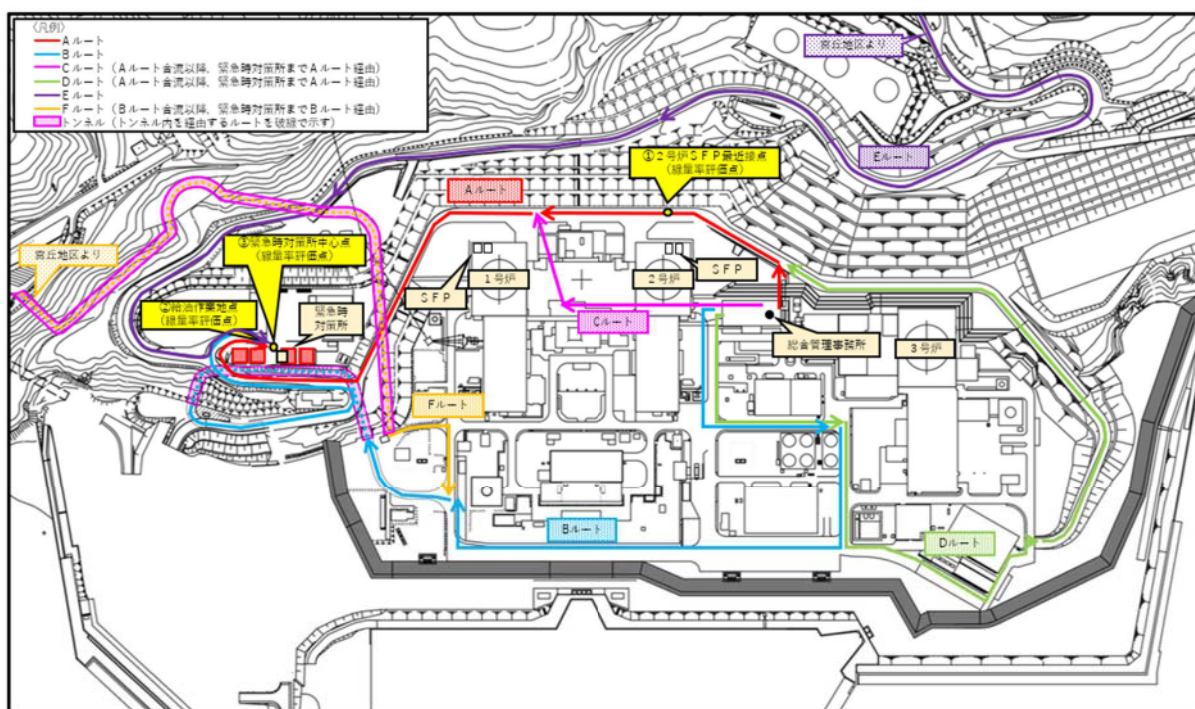 〈凡例〉
Aルート
Bルート
Cルート（Aルート合流以降、緊急時対策所までAルート経由）
Dルート（Aルート合流以降、緊急時対策所までAルート経由）
Eルート
Fルート（Bルート合流以降、緊急時対策所までBルート経由）
トンネル（トンネル内を経由するルートを破線で示す）
宮丘地区より
①2号炉SFP最近接点
（線量率評価点）
Eルート
Aルート
宮丘地区より
③緊急時対策所中心点
（線量率評価点）
②給油作業地点
（線量率評価点）
緊急時
対策所
SFP
1号炉
2号炉
SFP
Cルート
総合管理事務所
3号炉
Fルート
Bルート
Dルート